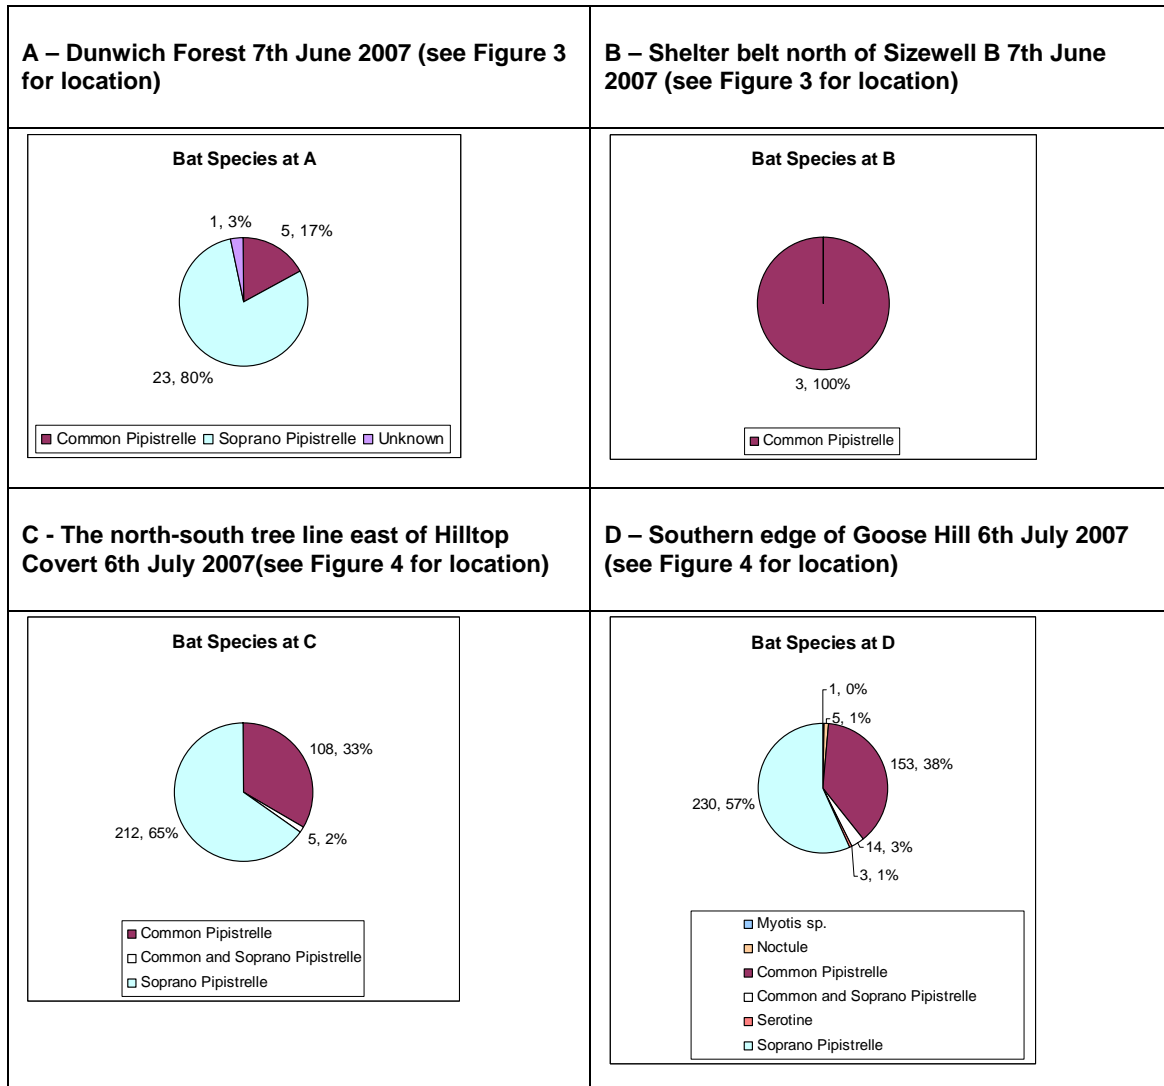 A – Dunwich Forest 7th June 2007 (see Figure 3
for location)
B – Shelter belt north of Sizewell B 7th June
2007 (see Figure 3 for location)
Bat Species at A
1, 3%
5, 17%
23, 80%
Common Pipistrelle Soprano Pipistrelle Unknown
Bat Species at B
3, 100%
Common Pipistrelle
C - The north-south tree line east of Hilltop
Covert 6th July 2007(see Figure 4 for location)
D – Southern edge of Goose Hill 6th July 2007
(see Figure 4 for location)
Bat Species at C
108, 33%
212, 65%
5, 2%
Common Pipistrelle
Common and Soprano Pipistrelle
Soprano Pipistrelle
Bat Species at D
1, 0%
5, 1%
153, 38%
230, 57%
14, 3%
3, 1%
Myotis sp.
Noctule
Common Pipistrelle
Common and Soprano Pipistrelle
Serotine
Soprano Pipistrelle